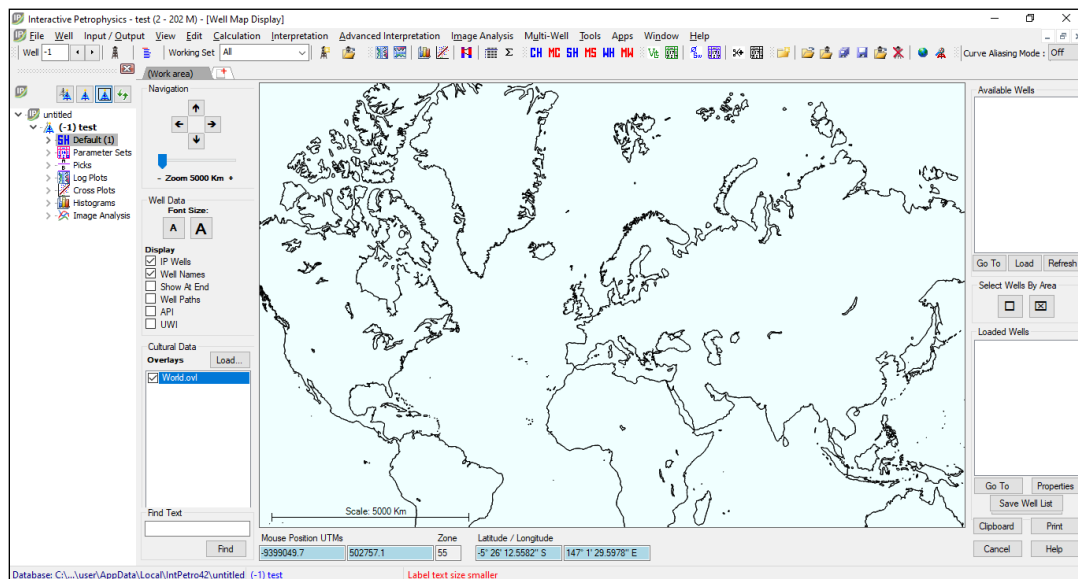 Interactive Petrophysics - test (2 - 202 M) - [Well Map Display]
File Well Input / Output View Edit Calculation Interpretation Advanced Interpretation Image Analysis Multi-Well Tools Apps Window Help
Well -1 Working Set All CH MC SH MS WH MW Curve Aliasing Mode : Off
(Work area)
untitled
(-1) test
SH Default (1)
Parameter Sets
Picks
Log Plots
Cross Plots
Histograms
Image Analysis
Navigation
- Zoom 5000 Km +
Well Data
Font Size:
A A
Display
IP Wells
Well Names
Show At End
Well Paths
API
UWI
Cultural Data
Overlays Load...
World.ovl
Find Text
Find
Scale: 5000 Km
Mouse Position UTMs Zone Latitude / Longitude
-9399049.7 502757.1 55 -5° 26' 12.5582" S 147° 1' 29.5978" E
Available Wells
Go To Load Refresh
Select Wells By Area
Loaded Wells
Go To Properties
Save Well List
Clipboard Print
Cancel Help
Database: C:\...\user\AppData\Local\IntPetro42\untitled (-1) test Label text size smaller